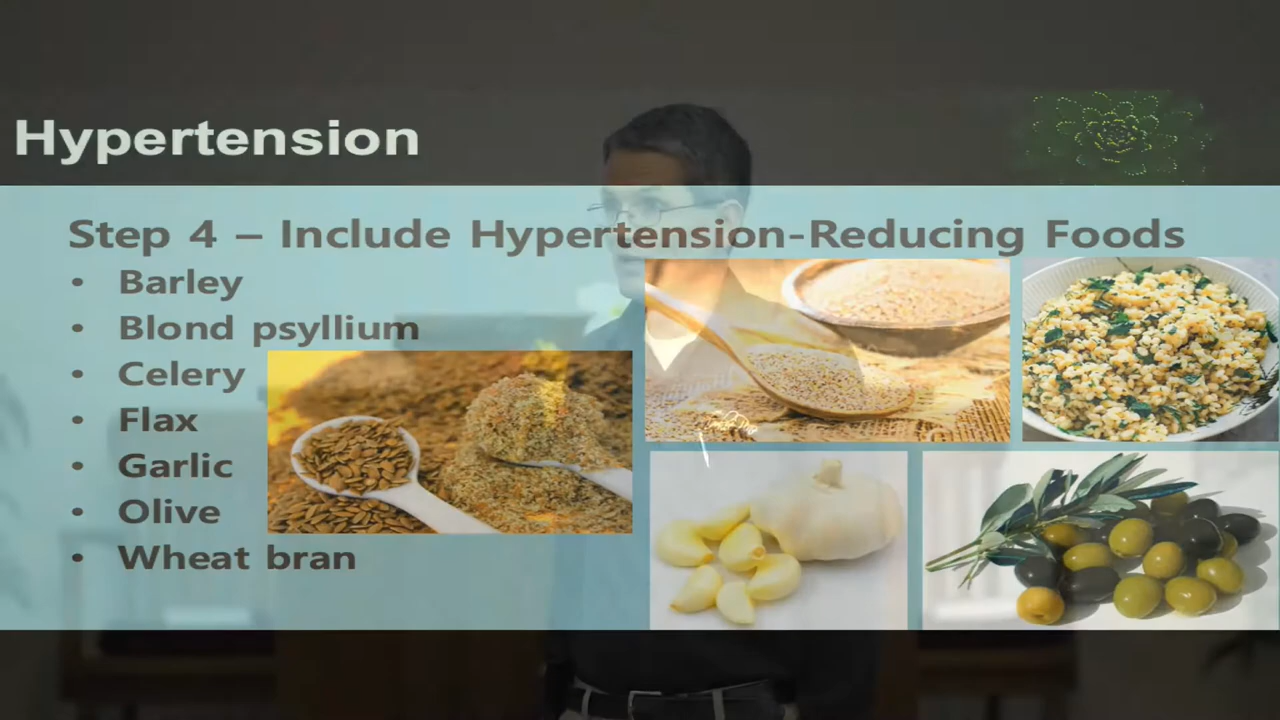 Hypertension
Step 4 – Include Hypertension-Reducing Foods
• Barley
• Blond psyllium
• Celery
• Flax
• Garlic
• Olive
• Wheat bran